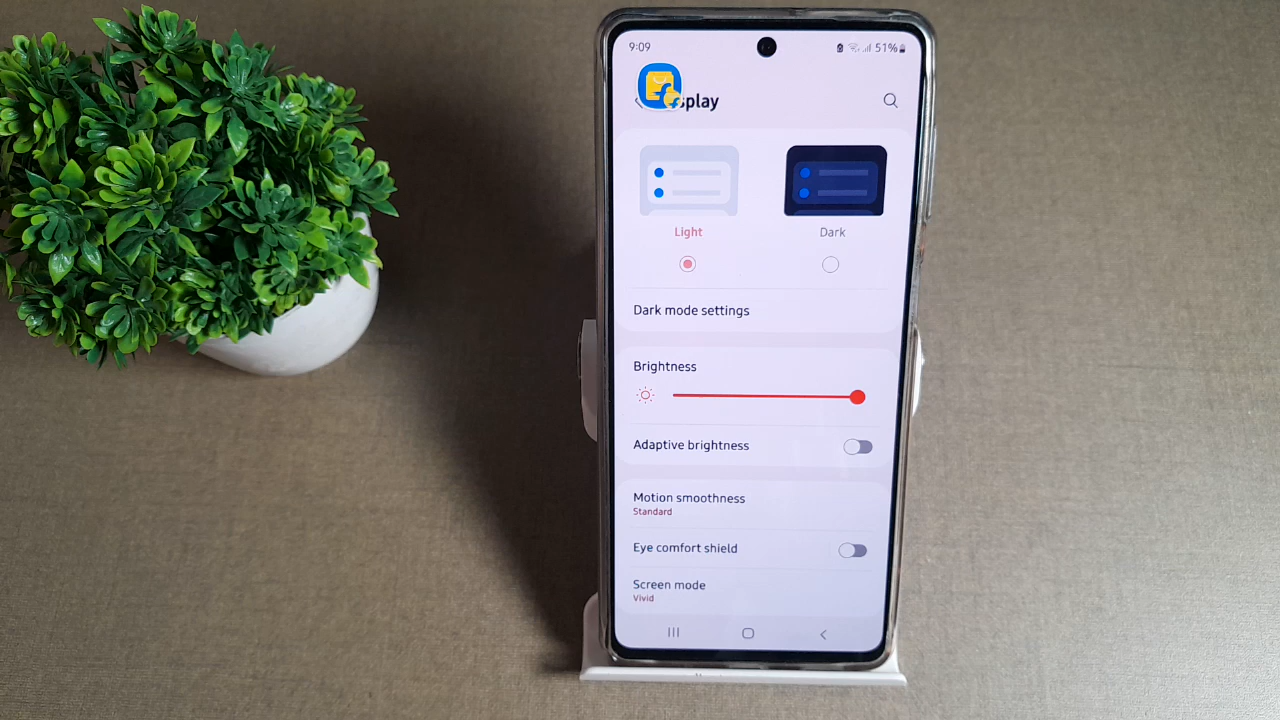 9:09
51%
splay
Light
Dark
Dark mode settings
Brightness
Adaptive brightness
Motion smoothness
Standard
Eye comfort shield
Screen mode
Vivid